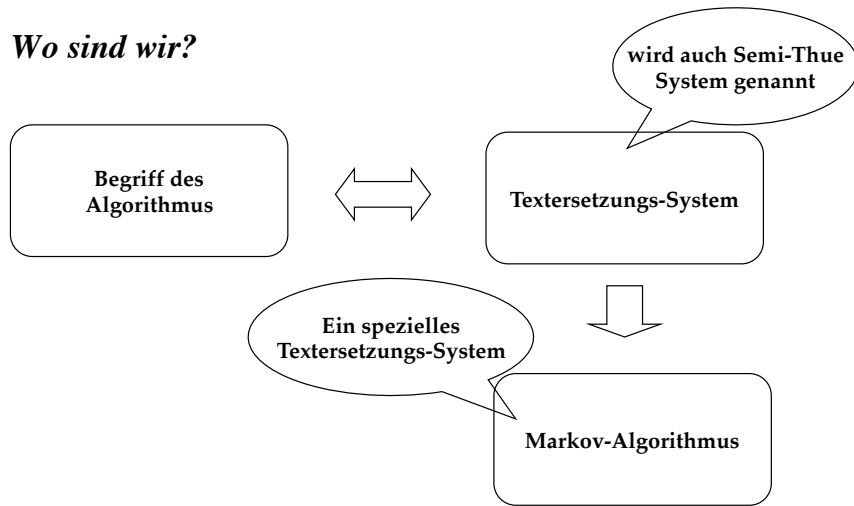 Wo sind wir?
wird auch Semi-Thue
System genannt
Begriff des
Algorithmus
Textersetzungs-System
Ein spezielles
Textersetzungs-System
Markov-Algorithmus